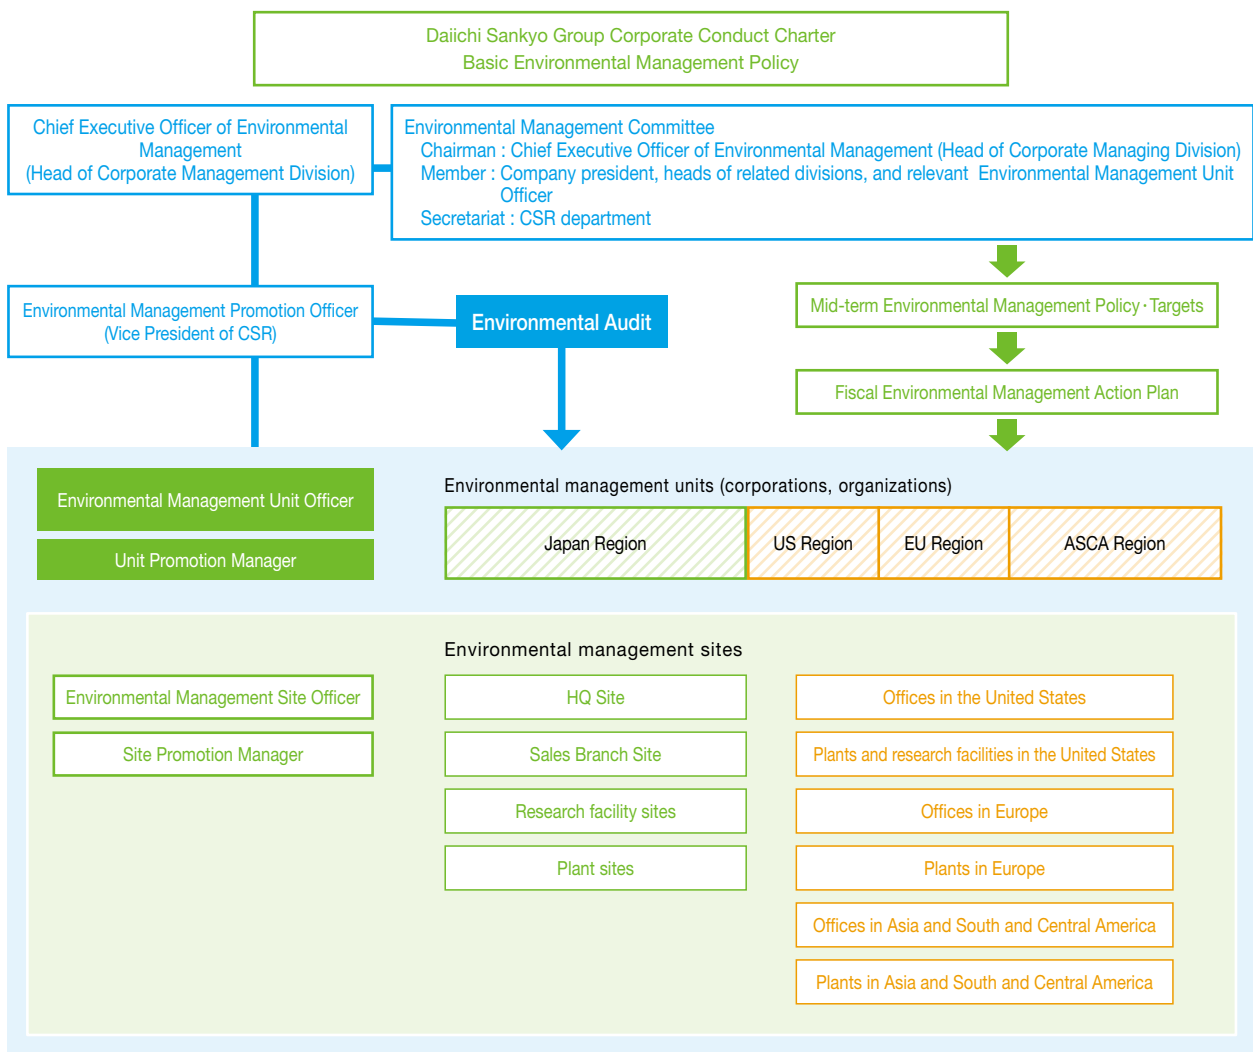 Daiichi Sankyo Group Corporate Conduct Charter
Basic Environmental Management Policy
Chief Executive Officer of Environmental
Management
(Head of Corporate Management Division)
Environmental Management Committee
Chairman : Chief Executive Officer of Environmental Management (Head of Corporate Managing Division)
Member : Company president, heads of related divisions, and relevant Environmental Management Unit
Officer
Secretariat : CSR department
Environmental Management Promotion Officer
(Vice President of CSR)
Environmental Audit
Mid-term Environmental Management Policy・Targets
Fiscal Environmental Management Action Plan
Environmental Management Unit Officer
Unit Promotion Manager
Environmental management units (corporations, organizations)
Japan Region
US Region
EU Region
ASCA Region
Environmental management sites
Environmental Management Site Officer
Site Promotion Manager
HQ Site
Sales Branch Site
Research facility sites
Plant sites
Offices in the United States
Plants and research facilities in the United States
Offices in Europe
Plants in Europe
Offices in Asia and South and Central America
Plants in Asia and South and Central America